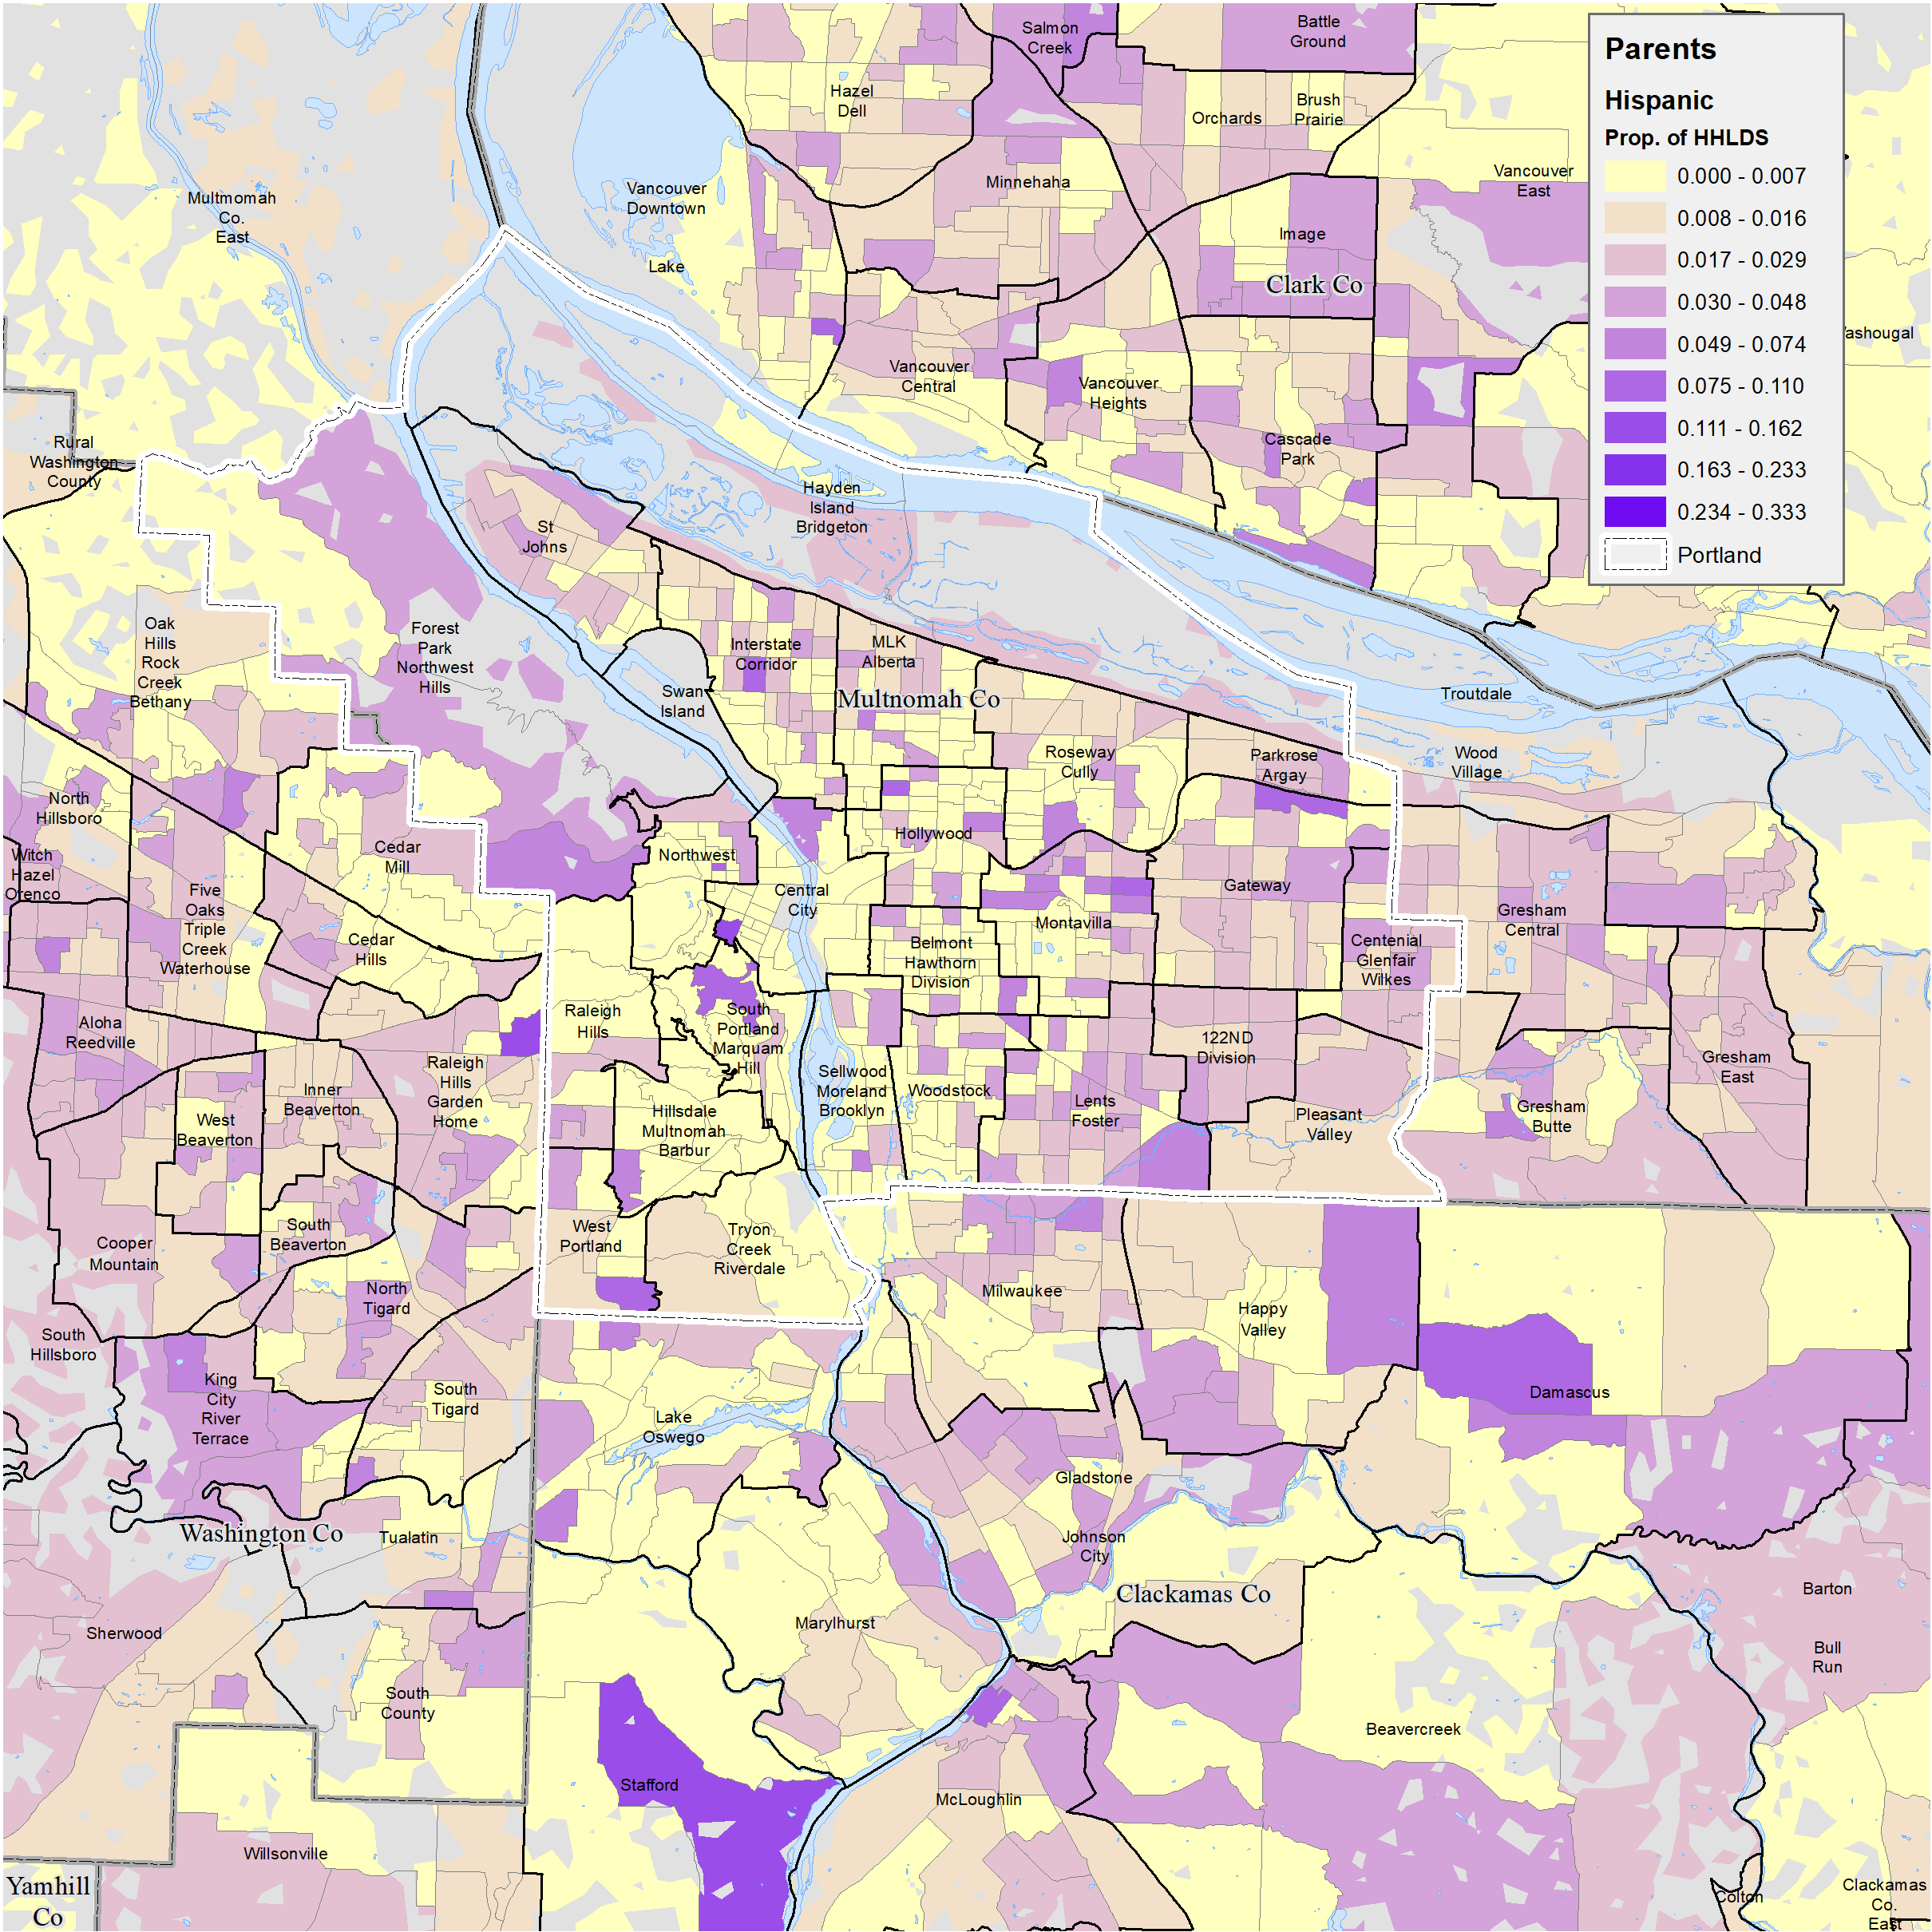 Salmon
Creek
Battle
Ground
Parents
Hispanic
Prop. of HHLDS
0.000 - 0.007
0.008 - 0.016
0.017 - 0.029
0.030 - 0.048
0.049 - 0.074
0.075 - 0.110
0.111 - 0.162
0.163 - 0.233
0.234 - 0.333
Portland
Hazel
Dell
Orchards
Brush
Prairie
Multmomah
Co.
East
Vancouver
Downtown
Minnehaha
Vancouver
East
Lake
Image
Clark Co
ashougal
Vancouver
Central
Vancouver
Heights
Cascade
Park
Rural
Washington
County
Hayden
Island
Bridgeton
St
Johns
Oak
Hills
Rock
Creek
Bethany
Forest
Park
Northwest
Hills
Interstate
Corridor
MLK
Alberta
Swan
Island
Multnomah Co
Troutdale
Roseway
Cully
Parkrose
Argay
Wood
Village
North
Hillsboro
Cedar
Mill
Northwest
Hollywood
Witch
Hazel
Orenco
Five
Oaks
Triple
Creek
Waterhouse
Central
City
Gateway
Montavilla
Gresham
Central
Cedar
Hills
Belmont
Hawthorn
Division
Centenial
Glenfair
Wilkes
Aloha
Reedville
Raleigh
Hills
South
Portland
Marquam
Hill
122ND
Division
Gresham
East
Raleigh
Hills
Garden
Home
Inner
Beaverton
West
Beaverton
Sellwood
Moreland
Brooklyn
Woodstock
Lents
Foster
Hillsdale
Multnomah
Barbur
Pleasant
Valley
Gresham
Butte
Cooper
Mountain
South
Beaverton
West
Portland
Tryon
Creek
Riverdale
North
Tigard
Milwaukee
Happy
Valley
South
Hillsboro
King
City
River
Terrace
South
Tigard
Lake
Oswego
Damascus
Gladstone
Washington Co
Tualatin
Johnson
City
Clackamas Co
Barton
Sherwood
Marylhurst
Bull
Run
South
County
Beavercreek
Stafford
McLoughlin
Willsonville
Yamhill
Co
Colton
Clackamas
Co.
East